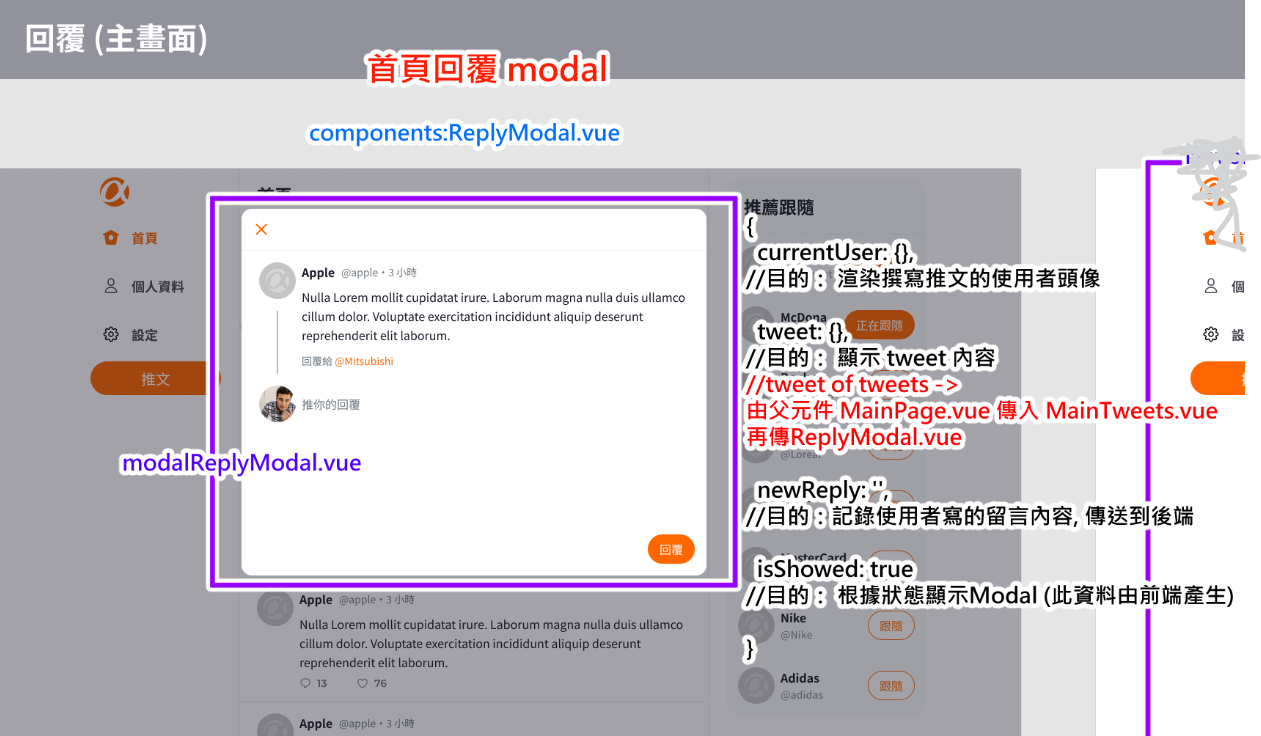 回覆 (主畫面)
首頁回覆 modal
components:ReplyModal.vue
首頁
首頁
個人資料
設定
推文
modalReplyModal.vue
Apple @apple・3 小時
Nulla Lorem mollit cupidatat irure. Laborum magna nulla duis ullamco
cillum dolor. Voluptate exercitation incididunt aliquip deserunt
reprehenderit elit laborum.
回覆給 @Mitsubishi
推你的回覆
回覆
Apple @apple・3 小時
Nulla Lorem mollit cupidatat irure. Laborum magna nulla duis ullamco
cillum dolor. Voluptate exercitation incididunt aliquip deserunt
reprehenderit elit laborum.
13 76
Apple @apple・3 小時
推薦跟隨
{
currentUser: {},
//目的： 渲染撰寫推文的使用者頭像
McDona
正在跟隨
tweet: {},
//目的： 顯示 tweet 內容
//tweet of tweets ->
由父元件 MainPage.vue 傳入 MainTweets.vue
再傳ReplyModal.vue
@Loreal
newReply: '',
//目的：記錄使用者寫的留言內容, 傳送到後端
MasterCard
isShowed: true
//目的： 根據狀態顯示Modal (此資料由前端產生)
Nike
@Nike
跟隨
}
Adidas
@adidas
跟隨
首
個
設